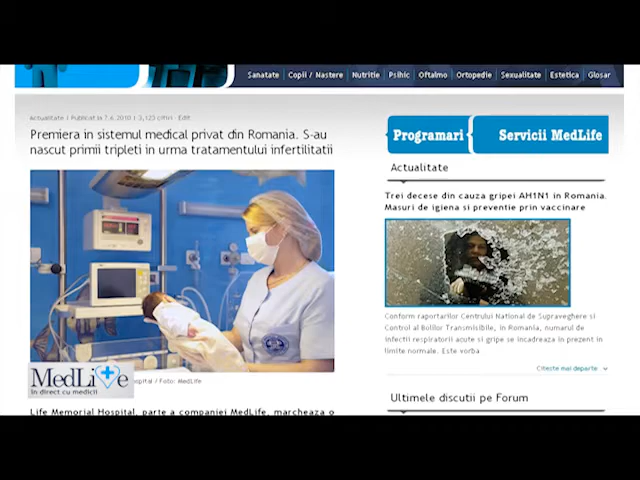 Sanatate Copii / Nastere Nutritie Psihic Oftalmo Ortopedie Sexualitate Estetica Glosar
Actualitate | Publicat la 7.6.2010 | 3,123 citiri · Edit
Premiera in sistemul medical privat din Romania. S-au
nascut primii tripleti in urma tratamentului infertilitatii
MedLive
în direct cu medicii
/ Foto: MedLife
Life Memorial Hospital, parte a companiei MedLife, marcheaza o
Programari Servicii MedLife
Actualitate
Trei decese din cauza gripei AH1N1 in Romania.
Masuri de igiena si preventie prin vaccinare
Conform raportarilor Centrului National de Supraveghere si
Control al Bolilor Transmisibile, in Romania, numarul de
infectii respiratorii acute si gripe se incadreaza in prezent in
limite normale. Este vorba
Citeste mai departe
Ultimele discutii pe Forum